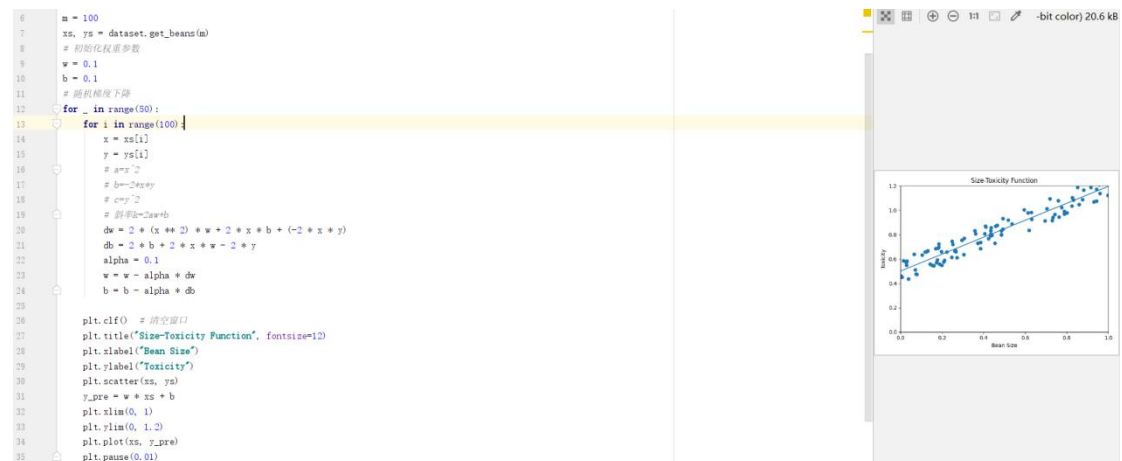 6 m = 100
7 xs, ys = dataset.get_beans(m)
8 # 初始化权重参数
9 w = 0.1
10 b = 0.1
11 # 随机梯度下降
12 for _ in range(50):
13 for i in range(100):
14 x = xs[i]
15 y = ys[i]
16 # a=x^2
17 # b=-2*x*y
18 # c=y^2
19 # 斜率k=2aw+b
20 dw = 2 * (x ** 2) * w + 2 * x * b + (-2 * x * y)
21 db = 2 * b + 2 * x * w - 2 * y
22 alpha = 0.1
23 w = w - alpha * dw
24 b = b - alpha * db
25
26 plt.clf() # 清空窗口
27 plt.title("Size-Toxicity Function", fontsize=12)
28 plt.xlabel("Bean Size")
29 plt.ylabel("Toxicity")
30 plt.scatter(xs, ys)
31 y_pre = w * xs + b
32 plt.xlim(0, 1)
33 plt.ylim(0, 1.2)
34 plt.plot(xs, y_pre)
35 plt.pause(0.01)
1:1 -bit color) 20.6 kB
Size-Toxicity Function
1.2
1.0
0.8
0.6
0.4
0.2
0.0
Toxicity
0.0 0.2 0.4 0.6 0.8 1.0
Bean Size